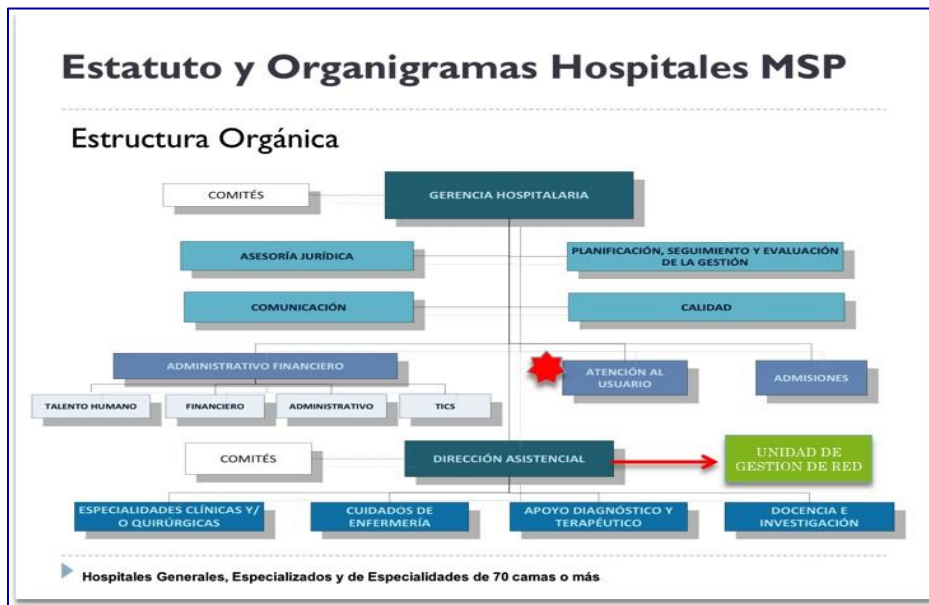 Estatuto y Organigramas Hospitales MSP
Estructura Orgánica
COMITÉS
GERENCIA HOSPITALARIA
ASESORÍA JURÍDICA
PLANIFICACIÓN, SEGUIMIENTO Y EVALUACIÓN
DE LA GESTIÓN
COMUNICACIÓN
CALIDAD
ADMINISTRATIVO FINANCIERO
ATENCIÓN AL
USUARIO
ADMISIONES
TALENTO HUMANO
FINANCIERO
ADMINISTRATIVO
TICS
COMITÉS
DIRECCIÓN ASISTENCIAL
UNIDAD DE
GESTION DE RED
ESPECIALIDADES CLÍNICAS Y/
O QUIRÚRGICAS
CUIDADOS DE
ENFERMERÍA
APOYO DIAGNÓSTICO Y
TERAPÉUTICO
DOCENCIA E
INVESTIGACIÓN
Hospitales Generales, Especializados y de Especialidades de 70 camas o más